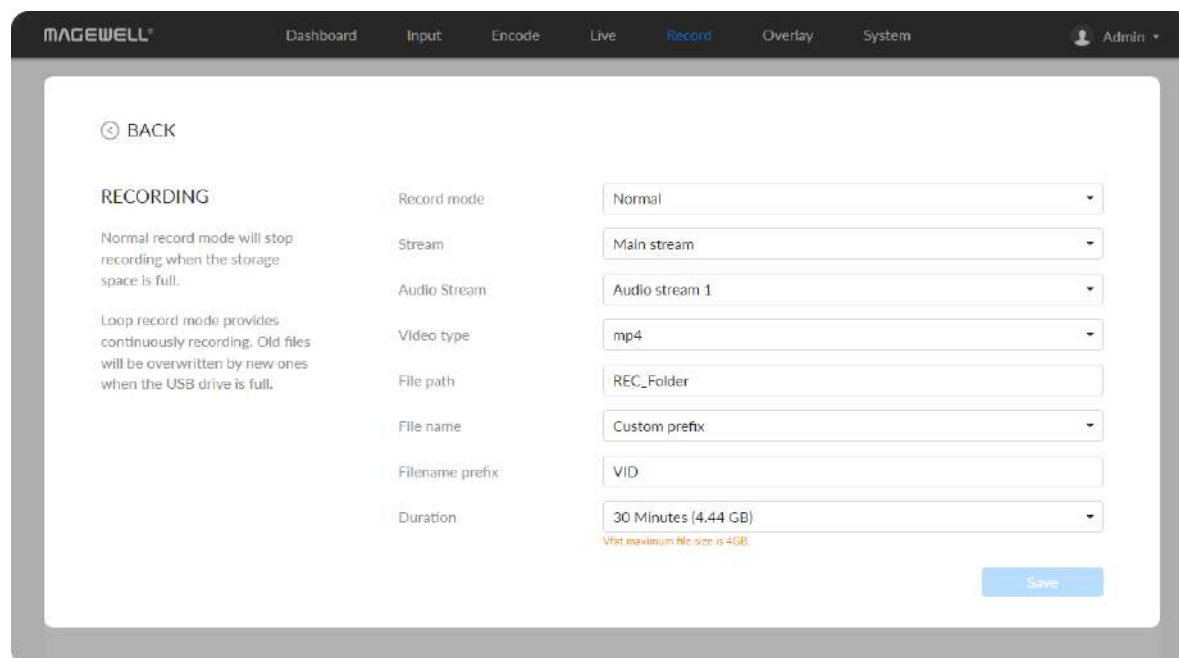 MAGEWELL®
Dashboard Input Encode Live Record Overlay System Admin
BACK
RECORDING
Normal record mode will stop
recording when the storage
space is full.
Loop record mode provides
continuously recording. Old files
will be overwritten by new ones
when the USB drive is full.
Record mode Normal
Stream Main stream
Audio Stream Audio stream 1
Video type mp4
File path REC_Folder
File name Custom prefix
Filename prefix VID
Duration 30 Minutes (4.44 GB)
Vfat maximum file size is 4GB.
Save